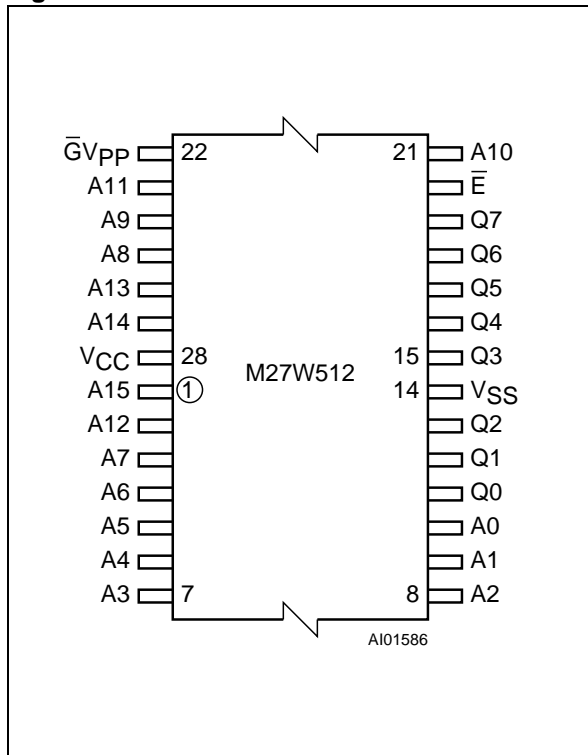 G̅VPP 22 21 A10
A11 E̅
A9 Q7
A8 Q6
A13 Q5
A14 Q4
VCC 28 15 Q3
M27W512
A15 1 14 VSS
A12 Q2
A7 Q1
A6 Q0
A5 A0
A4 A1
A3 7 8 A2
AI01586